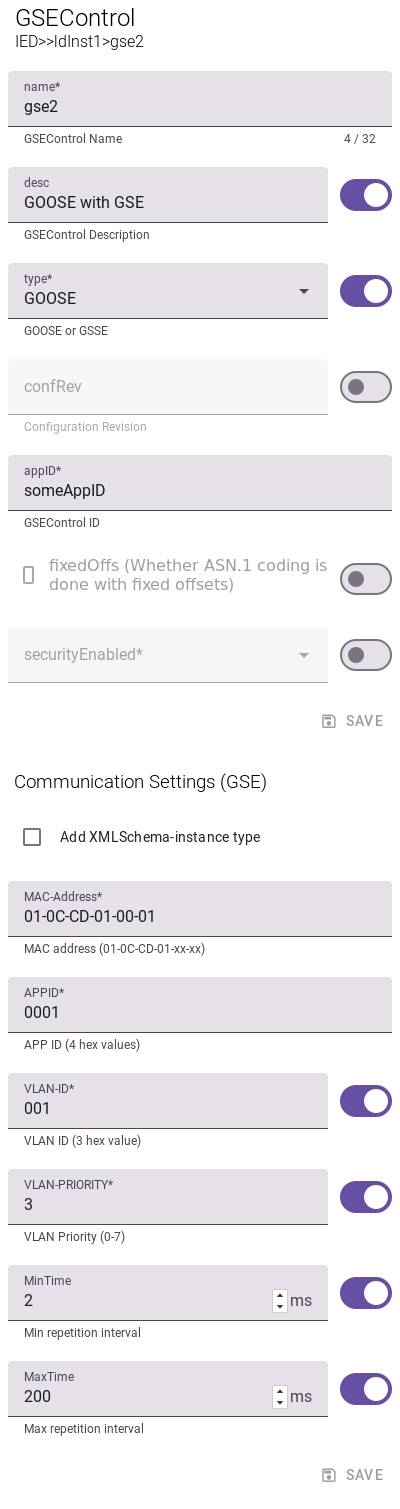 GSEControl
IED>>ldInst1>gse2
name*
gse2
GSEControl Name 4 / 32
desc
GOOSE with GSE
GSEControl Description
type*
GOOSE
GOOSE or GSSE
confRev
Configuration Revision
appID*
someAppID
GSEControl ID
fixedOffs (Whether ASN.1 coding is
done with fixed offsets)
securityEnabled*
SAVE
Communication Settings (GSE)
Add XMLSchema-instance type
MAC-Address*
01-0C-CD-01-00-01
MAC address (01-0C-CD-01-xx-xx)
APPID*
0001
APP ID (4 hex values)
VLAN-ID*
001
VLAN ID (3 hex value)
VLAN-PRIORITY*
3
VLAN Priority (0-7)
MinTime
2 ms
Min repetition interval
MaxTime
200 ms
Max repetition interval
SAVE